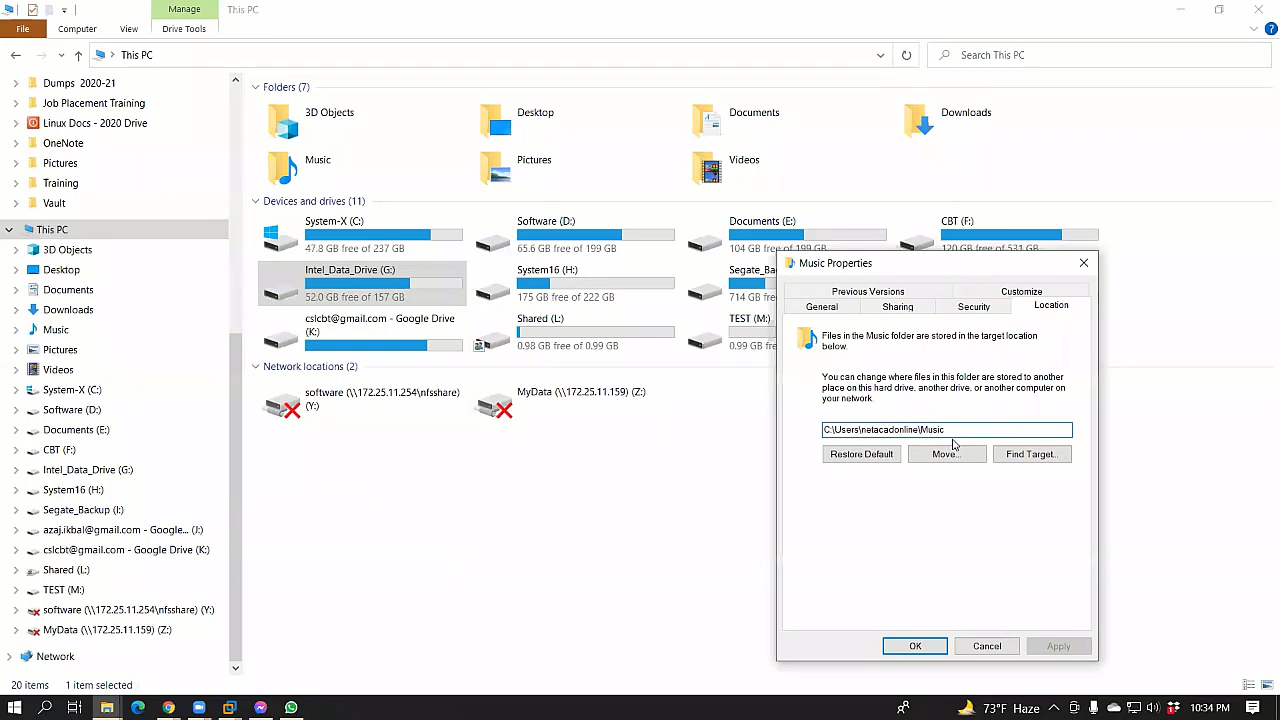 Manage
This PC
File
Computer
View
Drive Tools
This PC
Search This PC
Dumps 2020-21
Job Placement Training
Linux Docs - 2020 Drive
OneNote
Pictures
Training
Vault
This PC
3D Objects
Desktop
Documents
Downloads
Music
Pictures
Videos
System-X (C:)
Software (D:)
Documents (E:)
CBT (F:)
Intel_Data_Drive (G:)
System16 (H:)
Segate_Backup (I:)
azaj.ikbal@gmail.com - Google... (J:)
cslcbt@gmail.com - Google Drive (K:)
Shared (L:)
TEST (M:)
software (\\172.25.11.254\nfsshare) (Y:)
MyData (\\172.25.11.159) (Z:)
Network
Folders (7)
3D Objects
Desktop
Documents
Downloads
Music
Pictures
Videos
Devices and drives (11)
System-X (C:)
47.8 GB free of 237 GB
Software (D:)
65.6 GB free of 199 GB
Documents (E:)
104 GB free of 199 GB
CBT (F:)
120 GB free of 531 GB
Intel_Data_Drive (G:)
52.0 GB free of 157 GB
System16 (H:)
175 GB free of 222 GB
Segate_Ba
714 GB free
cslcbt@gmail.com - Google Drive
(K:)
Shared (L:)
0.98 GB free of 0.99 GB
TEST (M:)
0.99 GB free
Network locations (2)
software (\\172.25.11.254\nfsshare)
(Y:)
MyData (\\172.25.11.159) (Z:)
Music Properties
Previous Versions
Customize
General
Sharing
Security
Location
Files in the Music folder are stored in the target location
below.
You can change where files in this folder are stored to another
place on this hard drive, another drive, or another computer on
your network.
C:\Users\netacadonline\Music
Restore Default
Move...
Find Target...
OK
Cancel
Apply
20 items
1 item selected
73°F Haze
10:34 PM